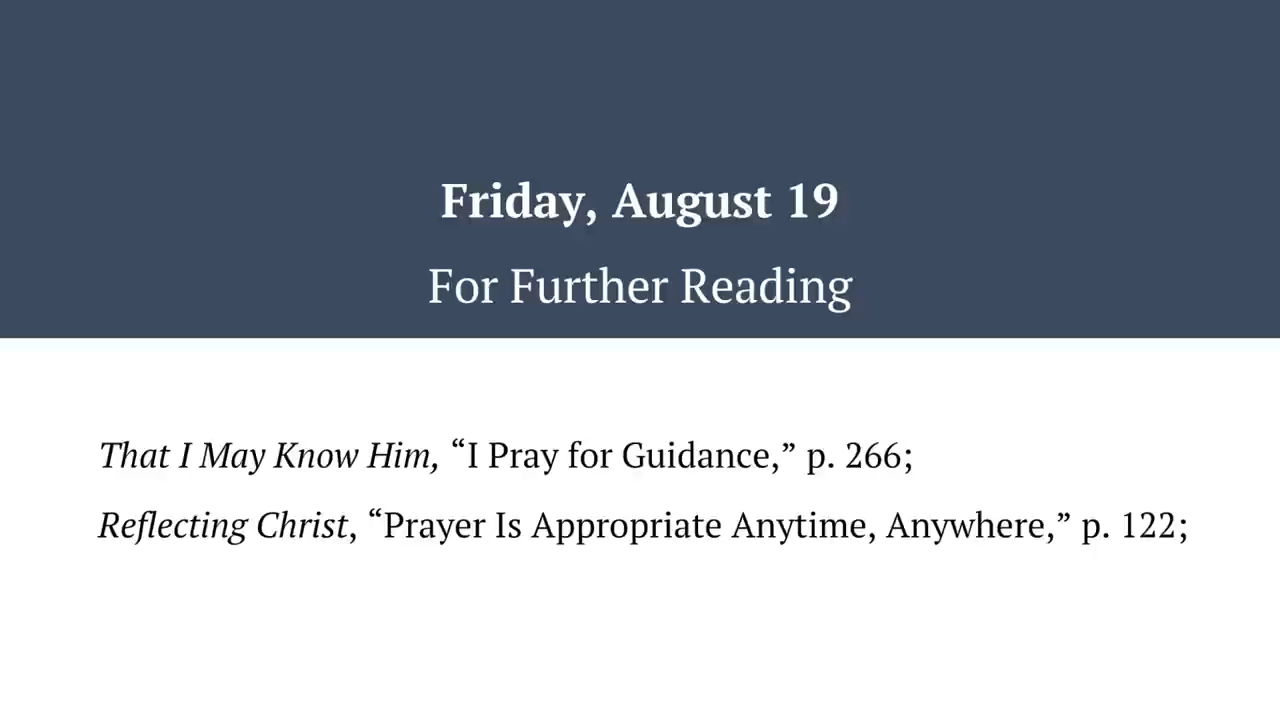 Friday, August 19
For Further Reading
That I May Know Him, “I Pray for Guidance,” p. 266;
Reflecting Christ, “Prayer Is Appropriate Anytime, Anywhere,” p. 122;